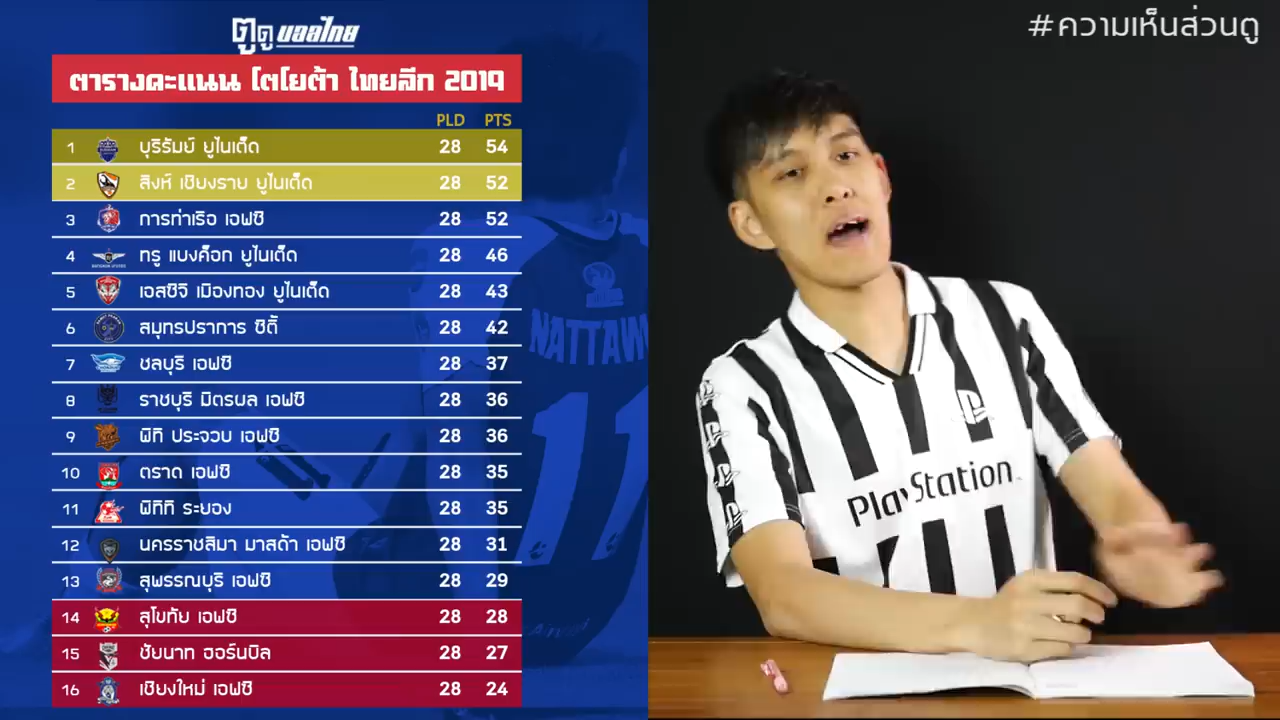 ตูดูบอลไทย
ตารางคะแนน โตโยต้า ไทยลีก 2019
PLD PTS
1 บุรีรัมย์ ยูไนเต็ด 28 54
2 สิงห์ เชียงราย ยูไนเต็ด 28 52
3 การท่าเรือ เอฟซี 28 52
4 ทรู แบงค็อก ยูไนเต็ด 28 46
5 เอสซีจี เมืองทอง ยูไนเต็ด 28 43
6 สมุทรปราการ ซิตี้ 28 42
7 ชลบุรี เอฟซี 28 37
8 ราชบุรี มิตรผล เอฟซี 28 36
9 พีที ประจวบ เอฟซี 28 36
10 ตราด เอฟซี 28 35
11 พีทีที ระยอง 28 35
12 นครราชสีมา มาสด้า เอฟซี 28 31
13 สุพรรณบุรี เอฟซี 28 29
14 สุโขทัย เอฟซี 28 28
15 ชัยนาท ฮอร์นบิล 28 27
16 เชียงใหม่ เอฟซี 28 24
NATTAW
11
#ความเห็นส่วนตู
PlayStation